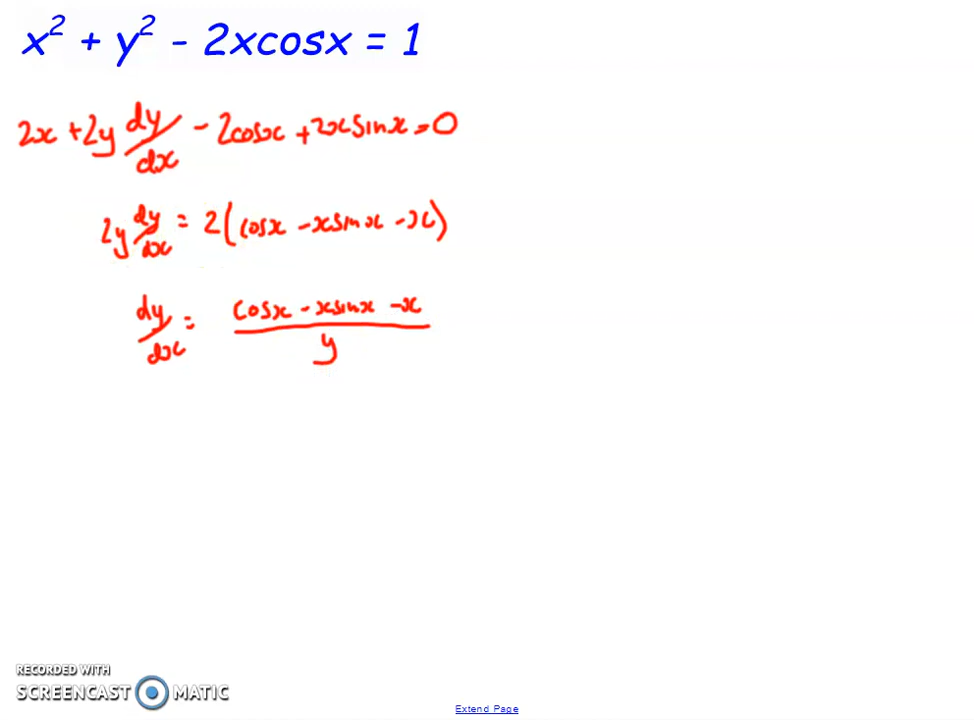 x² + y² - 2xcosx = 1
2x + 2y dy/dx - 2cosx + 2xsinx = 0
2y dy/dx = 2(cosx - xsinx - x)
dy/dx = cosx - xsinx - x / y
RECORDED WITH
SCREENCAST MATIC
Extend Page